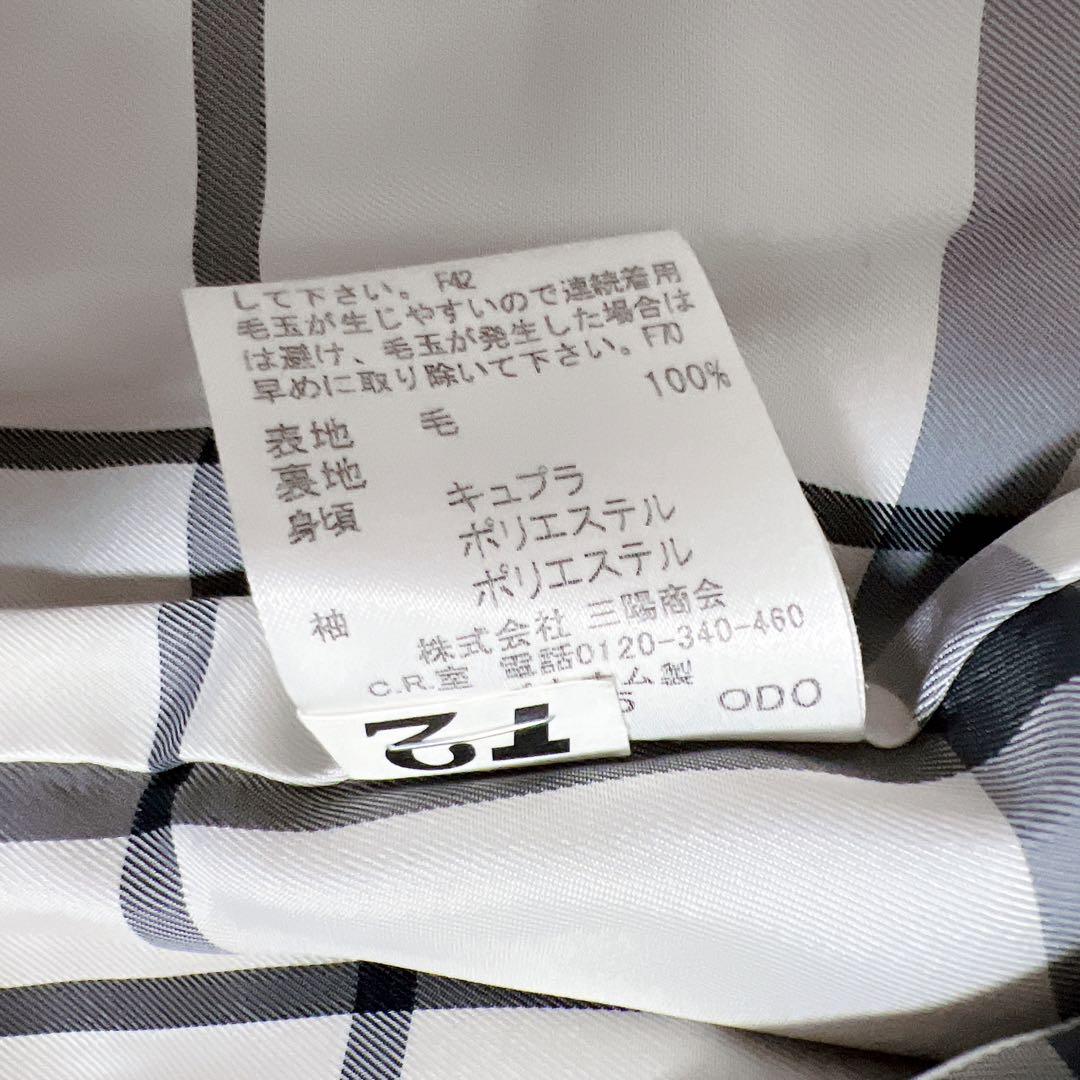 して下さい。 F42
毛玉が生じやすいので連続着用
は避け、毛玉が発生した場合は
早めに取り除いて下さい。F70
表地 毛 100%
裏地
身頃 キュプラ
ポリエステル
袖 ポリエステル
株式会社 三陽商会
C.R.室 電話0120-340-460
ム製
ODO
T2